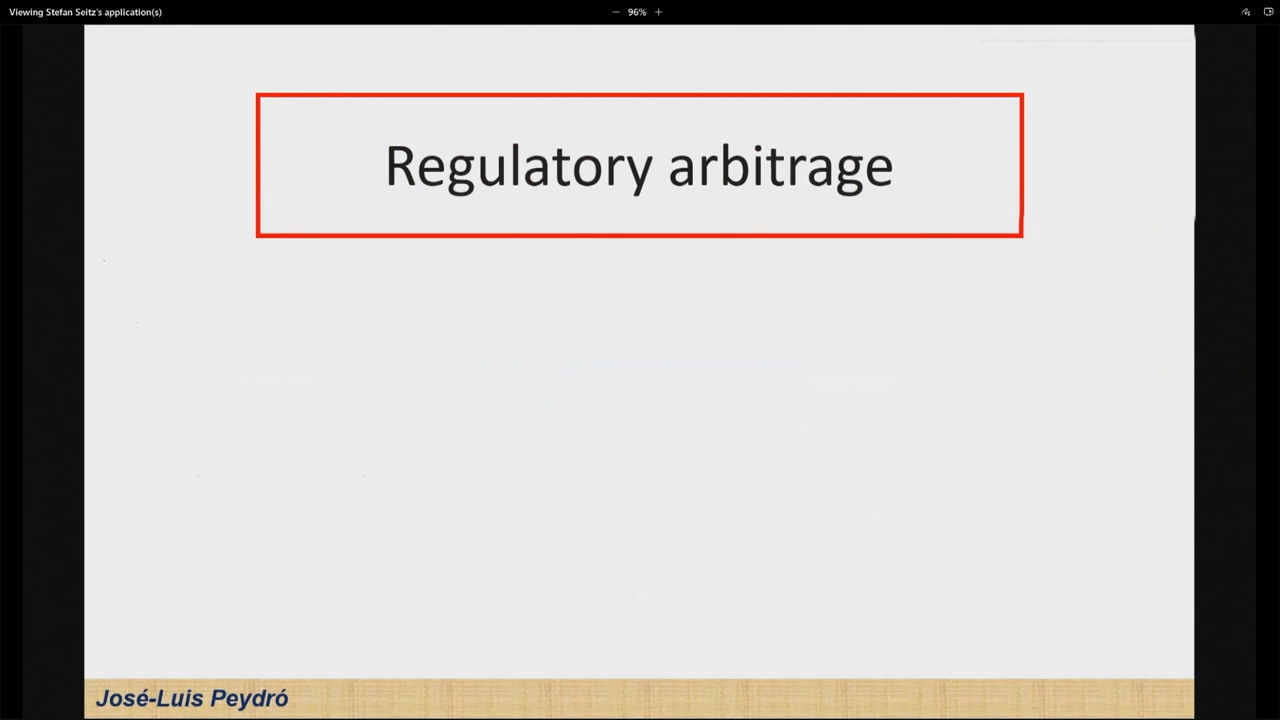 Viewing Stefan Seitz's application(s)
− 96% +
Regulatory arbitrage
José-Luis Peydró